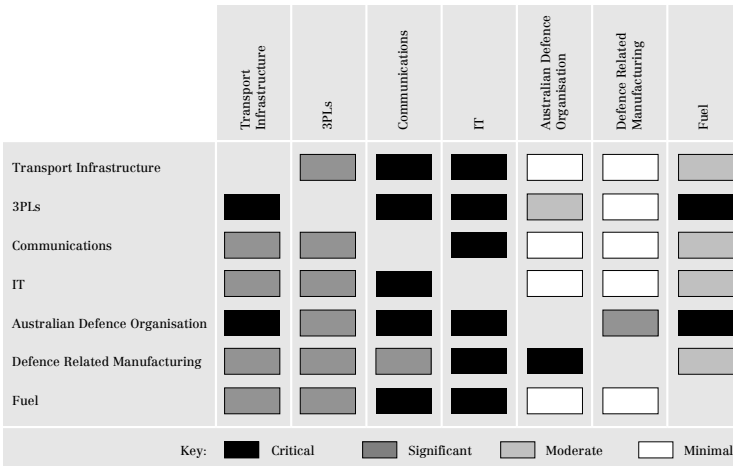 Transport
Infrastructure
3PLs
Communications
IT
Australian Defence
Organisation
Defence Related
Manufacturing
Fuel
Transport Infrastructure
3PLs
Communications
IT
Australian Defence Organisation
Defence Related Manufacturing
Fuel
Key: Critical Significant Moderate Minimal